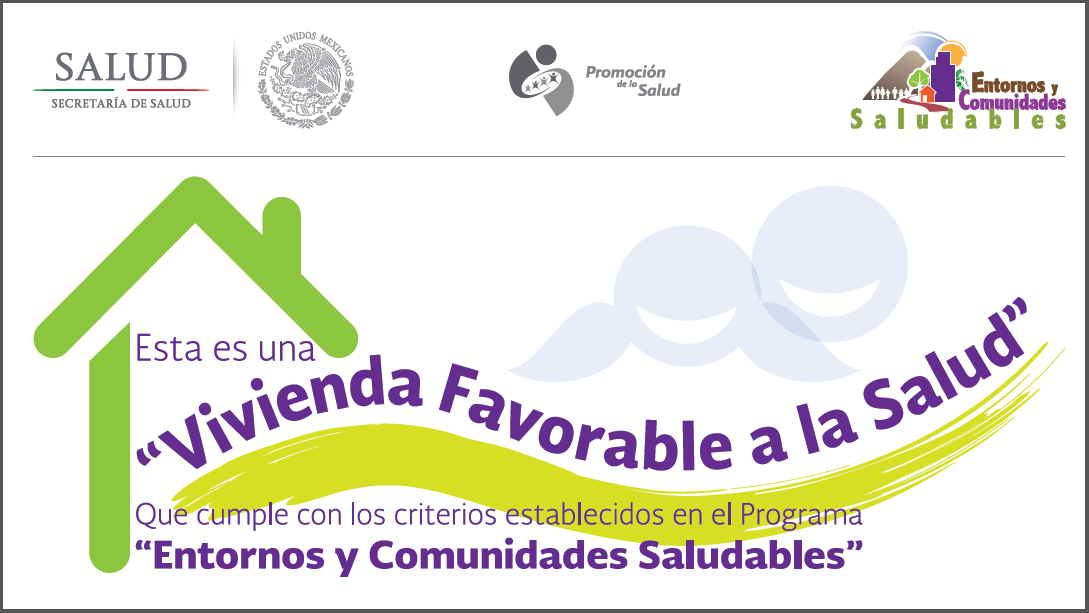 SALUD
SECRETARÍA DE SALUD
ESTADOS UNIDOS MEXICANOS
Promoción
de la
Salud
Entornos y
Comunidades
Saludables
Esta es una
“Vivienda Favorable a la Salud”
Que cumple con los criterios establecidos en el Programa
“Entornos y Comunidades Saludables”